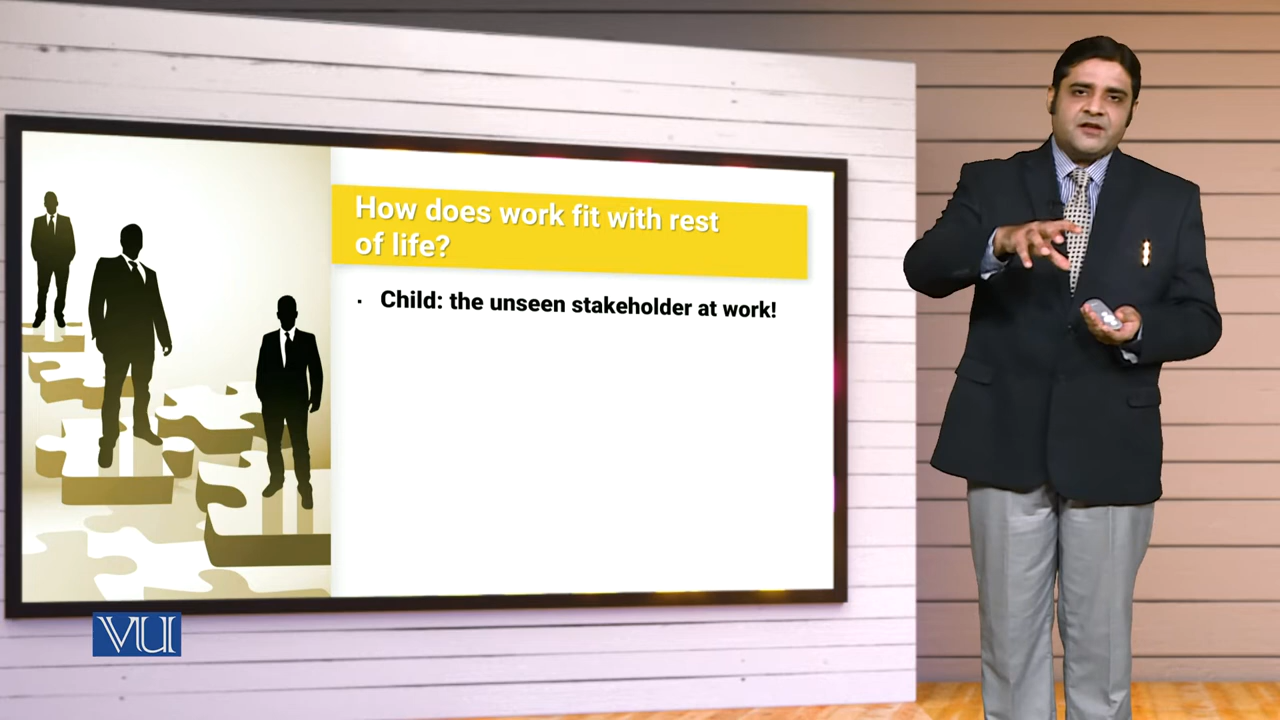 How does work fit with rest
of life?
· Child: the unseen stakeholder at work!
VU